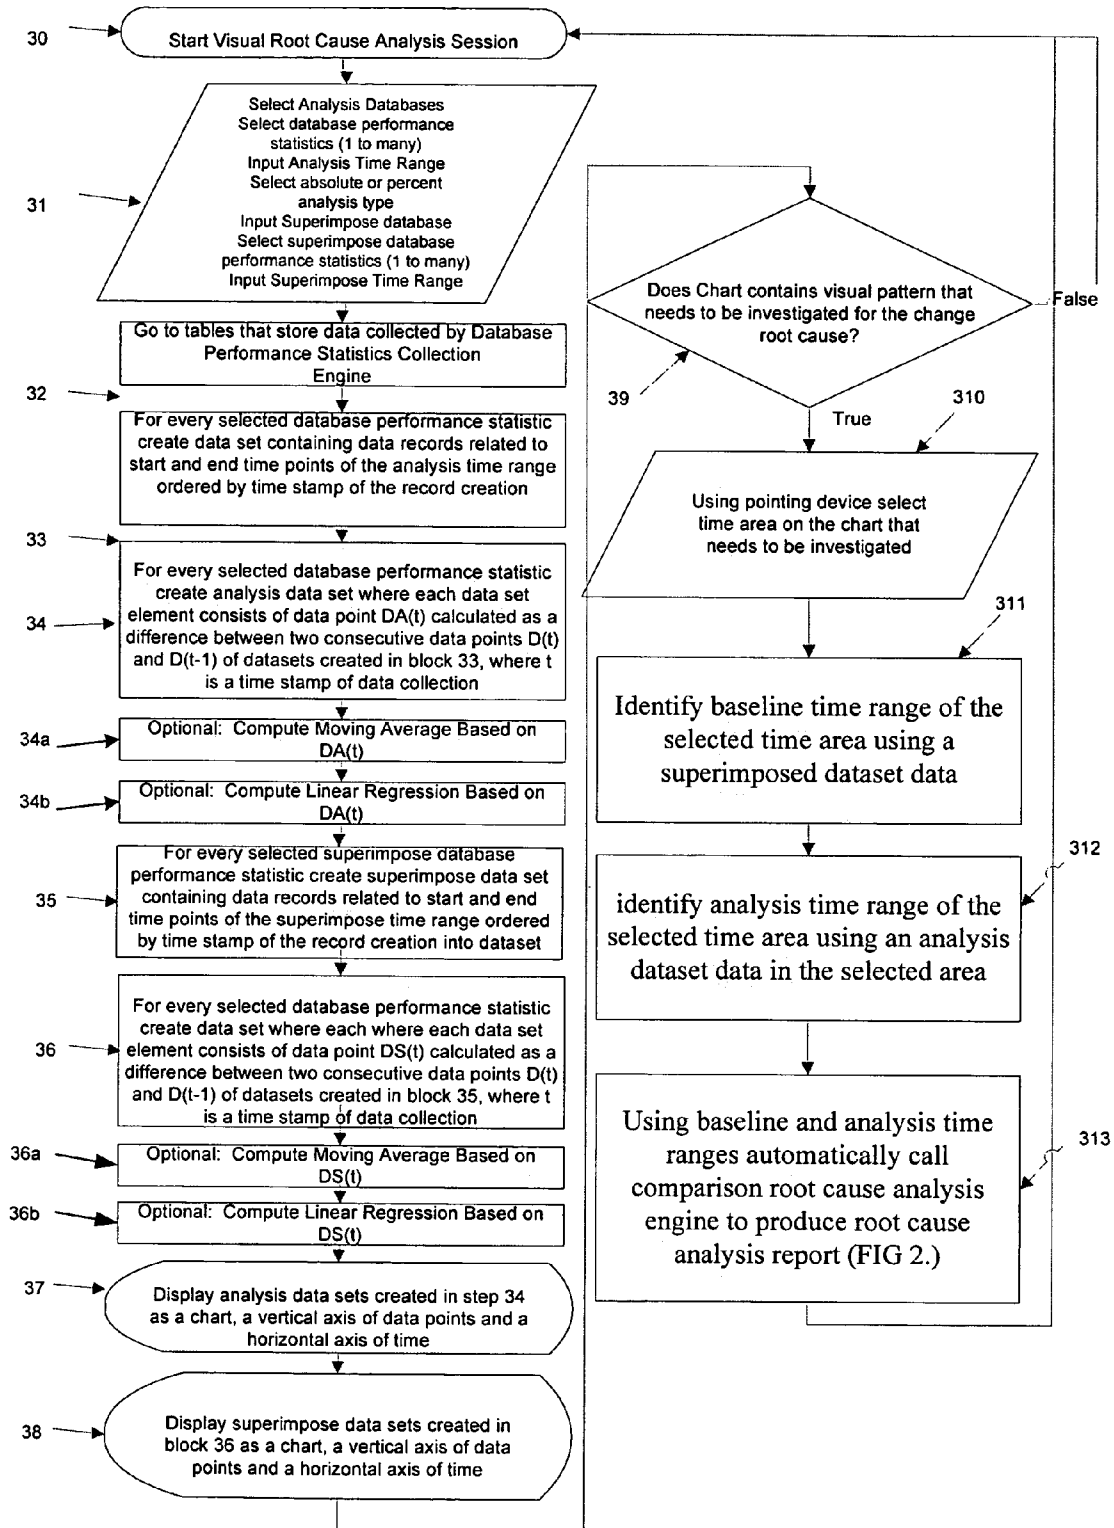 30
Start Visual Root Cause Analysis Session
31
Select Analysis Databases
Select database performance
statistics (1 to many)
Input Analysis Time Range
Select absolute or percent
analysis type
Input Superimpose database
Select superimpose database
performance statistics (1 to many)
Input Superimpose Time Range
Go to tables that store data collected by Database
Performance Statistics Collection
Engine
32
For every selected database performance statistic
create data set containing data records related to
start and end time points of the analysis time range
ordered by time stamp of the record creation
33
For every selected database performance statistic
create analysis data set where each data set
element consists of data point DA(t) calculated as a
difference between two consecutive data points D(t)
and D(t-1) of datasets created in block 33, where t
is a time stamp of data collection
34
Optional: Compute Moving Average Based on
DA(t)
34a
Optional: Compute Linear Regression Based on
DA(t)
34b
For every selected superimpose database
performance statistic create superimpose data set
containing data records related to start and end
time points of the superimpose time range ordered
by time stamp of the record creation into dataset
35
For every selected database performance statistic
create data set where each where each data set
element consists of data point DS(t) calculated as a
difference between two consecutive data points D(t)
and D(t-1) of datasets created in block 35, where t
is a time stamp of data collection
36
36a
Optional: Compute Moving Average Based on
DS(t)
36b
Optional: Compute Linear Regression Based on
DS(t)
37
Display analysis data sets created in step 34
as a chart, a vertical axis of data points and a
horizontal axis of time
38
Display superimpose data sets created in
block 36 as a chart, a vertical axis of data
points and a horizontal axis of time
Does Chart contains visual pattern that
needs to be investigated for the change
root cause?
False
39
True
310
Using pointing device select
time area on the chart that
needs to be investigated
311
Identify baseline time range of the
selected time area using a
superimposed dataset data
312
identify analysis time range of the
selected time area using an analysis
dataset data in the selected area
313
Using baseline and analysis time
ranges automatically call
comparison root cause analysis
engine to produce root cause
analysis report (FIG 2.)